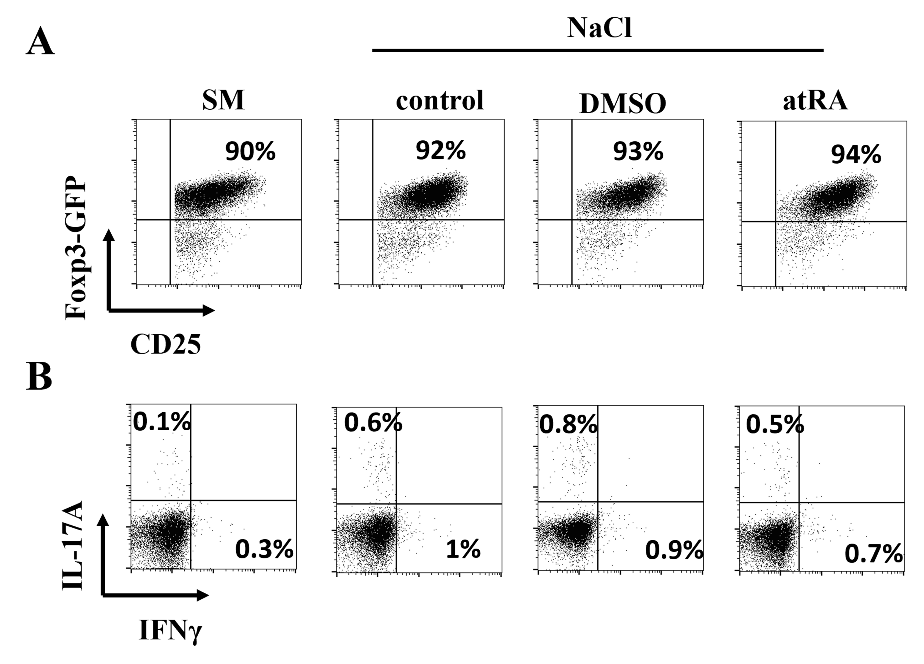 A
NaCl
SM control DMSO atRA
90% 92% 93% 94%
Foxp3-GFP
CD25
B
0.1% 0.6% 0.8% 0.5%
IL-17A
0.3% 1% 0.9% 0.7%
IFNγ